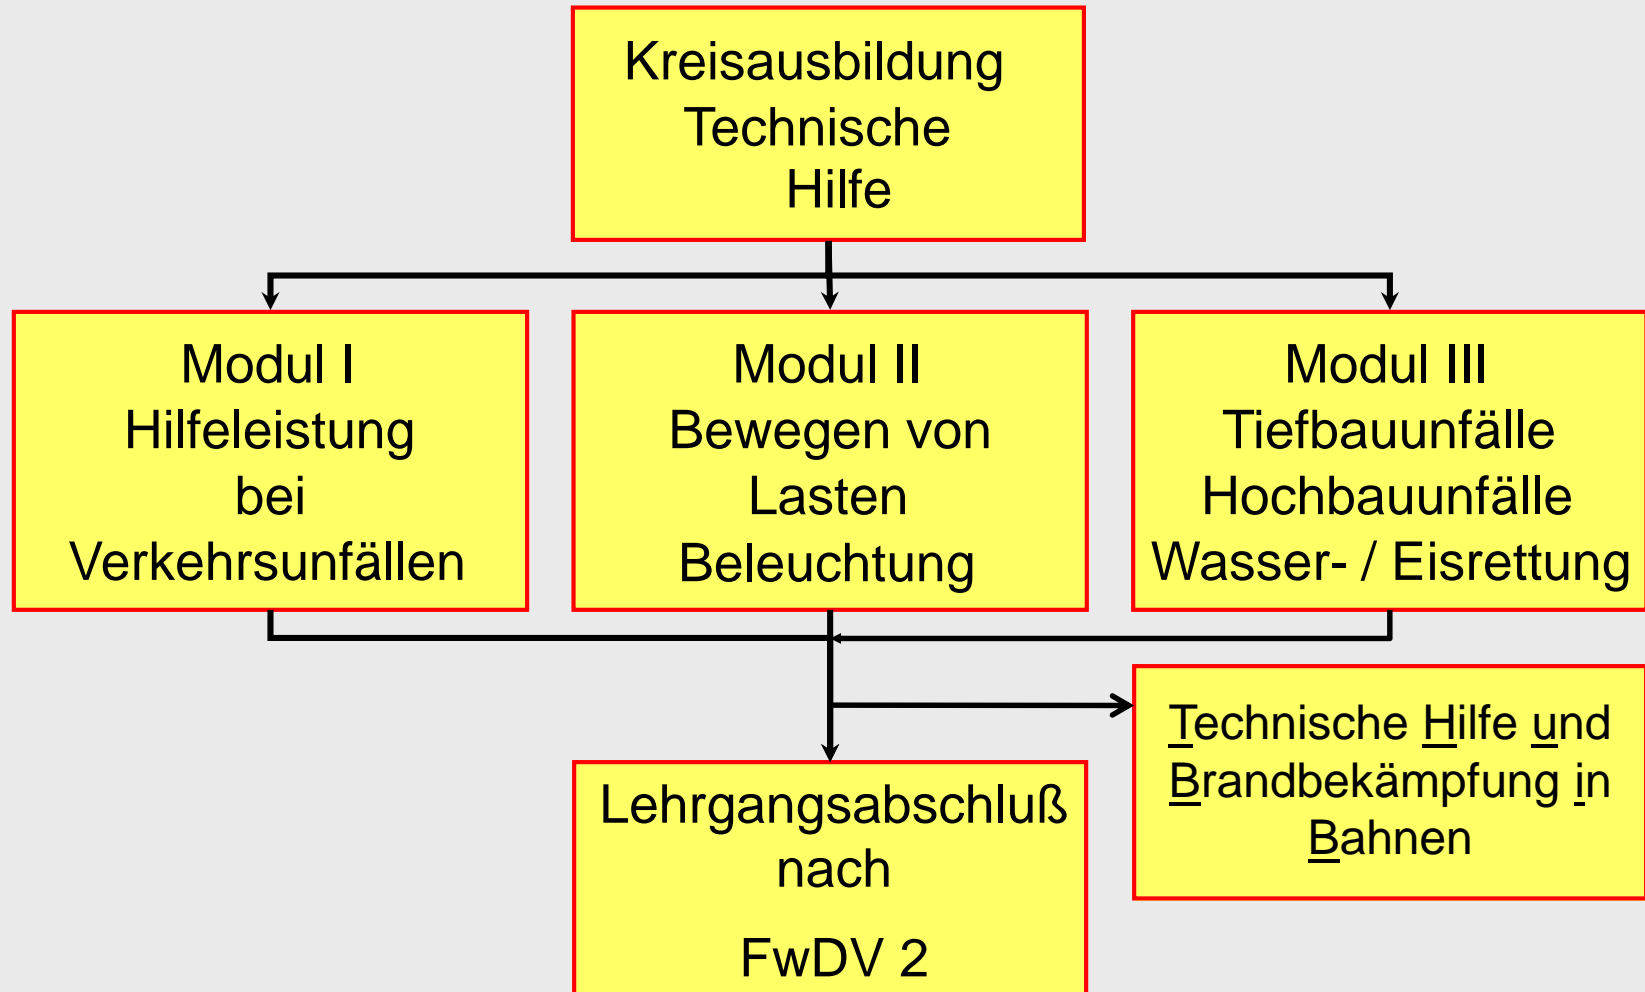 Kreisausbildung
Technische
Hilfe
Modul I
Hilfeleistung
bei
Verkehrsunfällen
Modul II
Bewegen von
Lasten
Beleuchtung
Modul III
Tiefbauunfälle
Hochbauunfälle
Wasser- / Eisrettung
Technische Hilfe und
Brandbekämpfung in
Bahnen
Lehrgangsabschluß
nach
FwDV 2